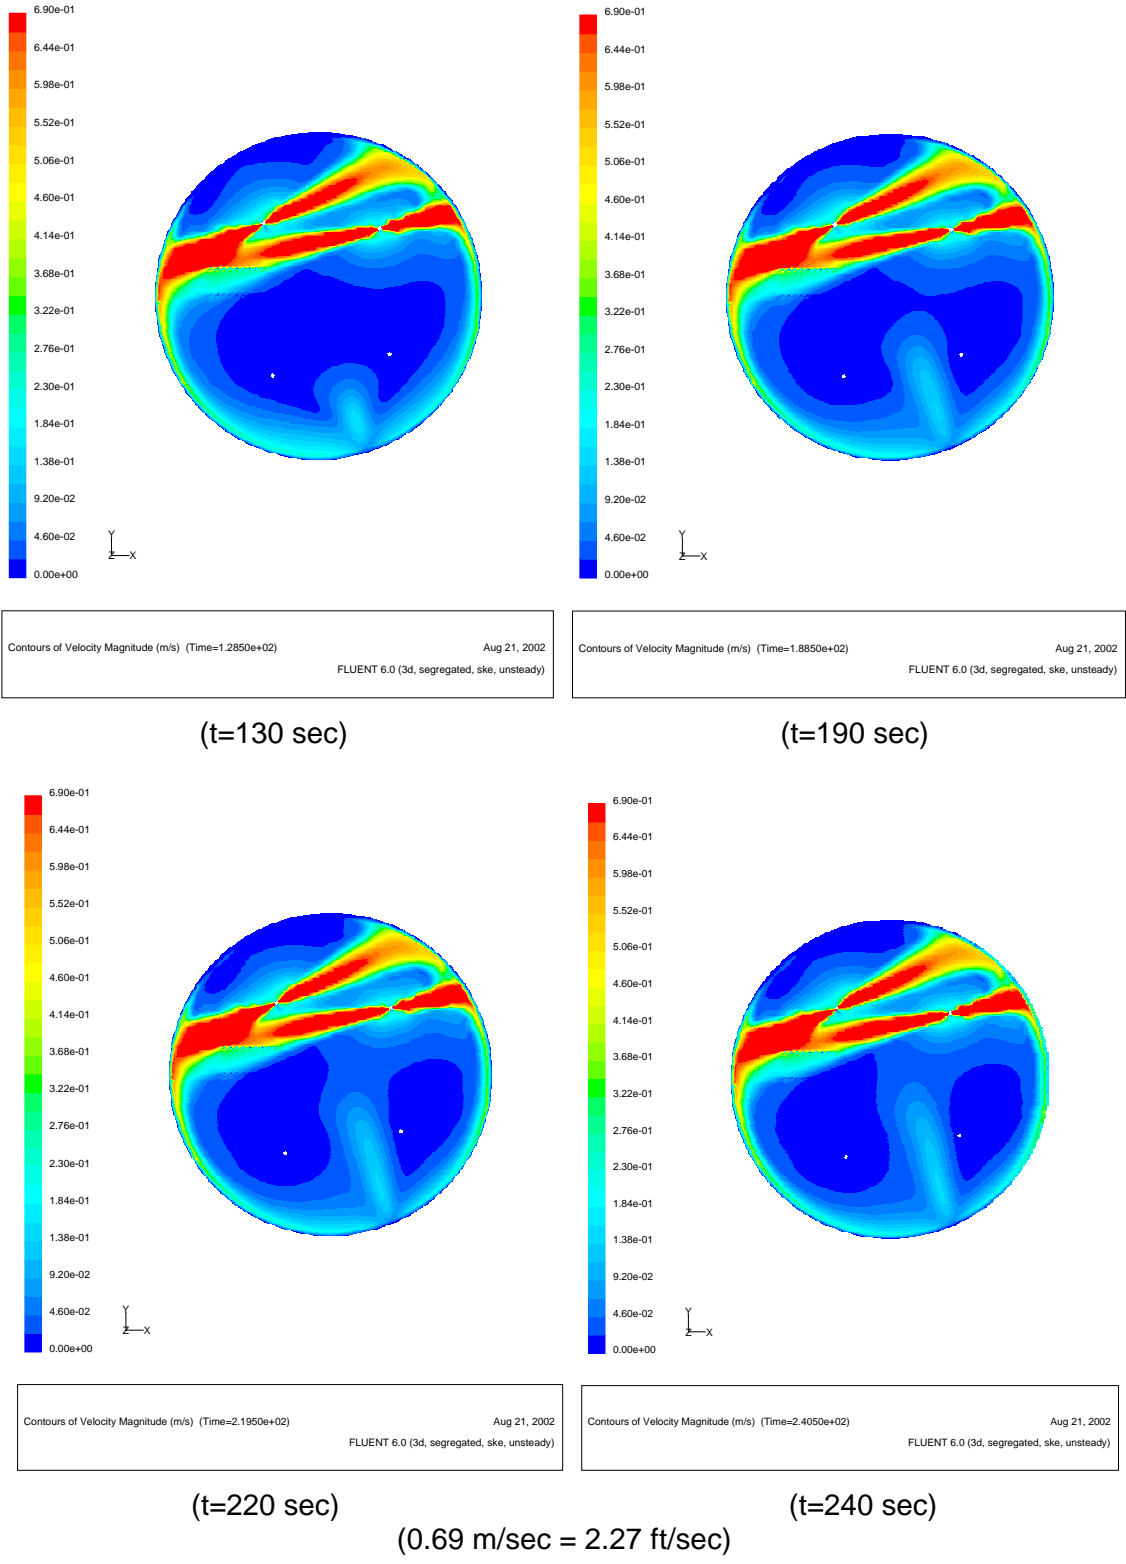 6.90e-01
6.44e-01
5.98e-01
5.52e-01
5.06e-01
4.60e-01
4.14e-01
3.68e-01
3.22e-01
2.76e-01
2.30e-01
1.84e-01
1.38e-01
9.20e-02
4.60e-02
0.00e+00
Y
Z X
Contours of Velocity Magnitude (m/s) (Time=1.2850e+02) Aug 21, 2002
FLUENT 6.0 (3d, segregated, ske, unsteady)
(t=130 sec)
6.90e-01
6.44e-01
5.98e-01
5.52e-01
5.06e-01
4.60e-01
4.14e-01
3.68e-01
3.22e-01
2.76e-01
2.30e-01
1.84e-01
1.38e-01
9.20e-02
4.60e-02
0.00e+00
Y
Z X
Contours of Velocity Magnitude (m/s) (Time=1.8850e+02) Aug 21, 2002
FLUENT 6.0 (3d, segregated, ske, unsteady)
(t=190 sec)
6.90e-01
6.44e-01
5.98e-01
5.52e-01
5.06e-01
4.60e-01
4.14e-01
3.68e-01
3.22e-01
2.76e-01
2.30e-01
1.84e-01
1.38e-01
9.20e-02
4.60e-02
0.00e+00
Y
Z X
Contours of Velocity Magnitude (m/s) (Time=2.1950e+02) Aug 21, 2002
FLUENT 6.0 (3d, segregated, ske, unsteady)
(t=220 sec)
6.90e-01
6.44e-01
5.98e-01
5.52e-01
5.06e-01
4.60e-01
4.14e-01
3.68e-01
3.22e-01
2.76e-01
2.30e-01
1.84e-01
1.38e-01
9.20e-02
4.60e-02
0.00e+00
Y
Z X
Contours of Velocity Magnitude (m/s) (Time=2.4050e+02) Aug 21, 2002
FLUENT 6.0 (3d, segregated, ske, unsteady)
(t=240 sec)
(0.69 m/sec = 2.27 ft/sec)